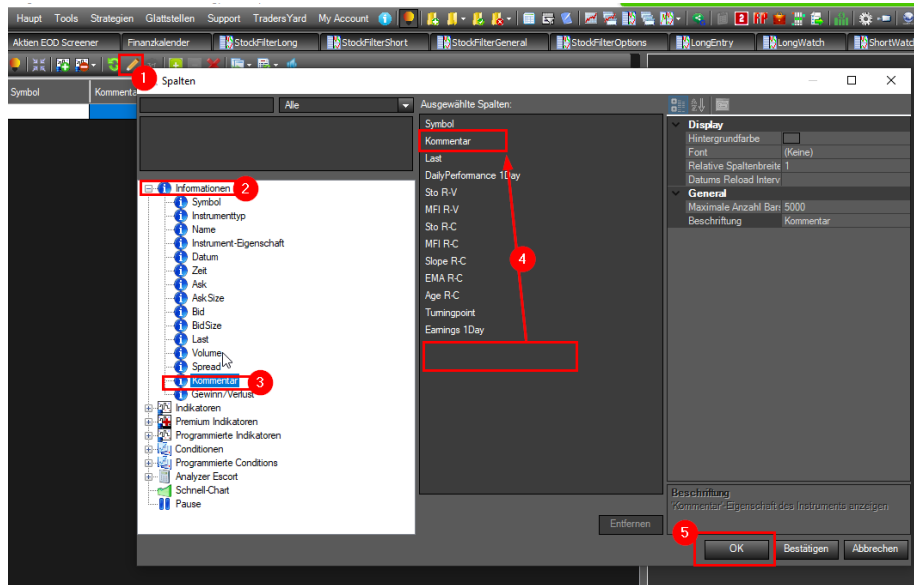 Haupt Tools Strategien Glattstellen Support TradersYard My Account
Aktien EOD Screener Finanzkalender StockFilterLong StockFilterShort StockFilterGeneral StockFilterOptions LongEntry LongWatch ShortWatc
1
Symbol Kommenta
Spalten
Alle
Ausgewählte Spalten:
Symbol
Kommentar
Last
DailyPerfomance 1Day
Sto R-V
MFI R-V
Sto R-C
MFI R-C
Slope R-C
EMA R-C
Age R-C
Turningpoint
Earnings 1Day
4
Informationen 2
Symbol
Instrumenttyp
Name
Instrument-Eigenschaft
Datum
Zeit
Ask
AskSize
Bid
BidSize
Last
Volume
Spread
Kommentar 3
Gewinn/Verlust
Indikatoren
Premium Indikatoren
Programmierte Indikatoren
Conditionen
Programmierte Conditions
Analyzer Escort
Schnell-Chart
Pause
Display
Hintergrundfarbe
Font (Keine)
Relative Spaltenbreite 1
Datums Reload Interv
General
Maximale Anzahl Bars 5000
Beschriftung Kommentar
Beschriftung
'Kommentar'-Eigenschaft des Instruments anzeigen
Entfernen
5
OK Bestätigen Abbrechen